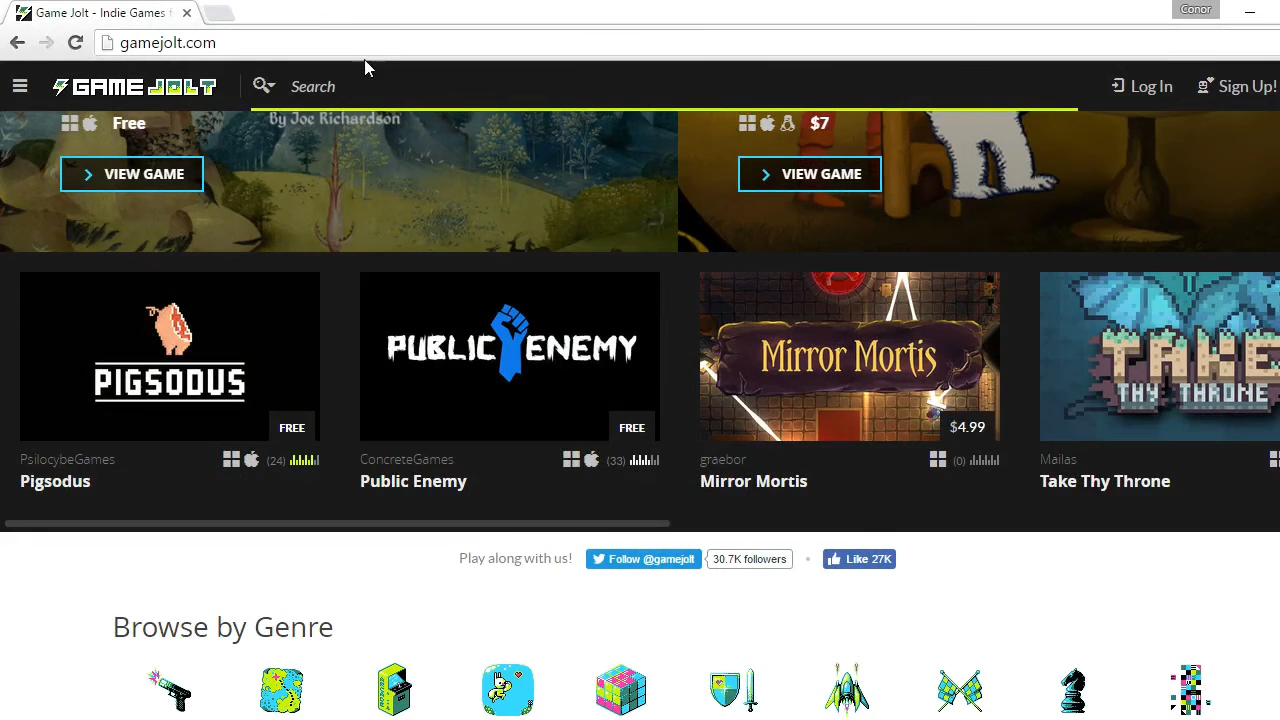 Game Jolt - Indie Games f
Conor
gamejolt.com
GAME JOLT
Search
Log In
Sign Up!
Free
By Joe Richardson
$7
VIEW GAME
VIEW GAME
PIGSODUS
PUBLIC ENEMY
Mirror Mortis
TAKE
THY THRONE
FREE
FREE
$4.99
PsilocybeGames
(24)
ConcreteGames
(33)
graebor
(0)
Mailas
Pigsodus
Public Enemy
Mirror Mortis
Take Thy Throne
Play along with us!
Follow @gamejolt
30.7K followers
Like 27K
Browse by Genre